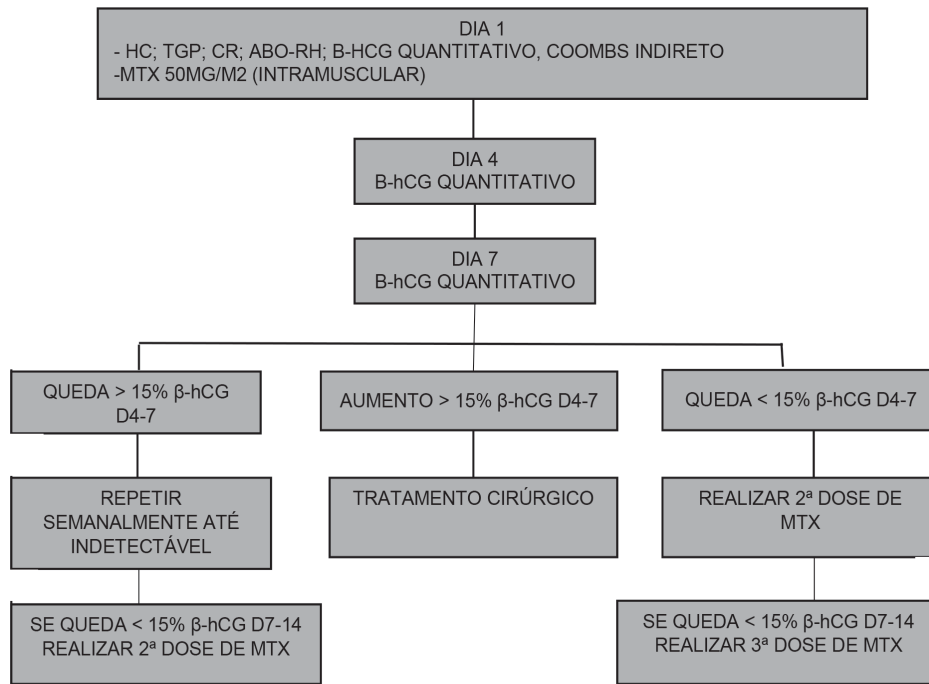 DIA 1
- HC; TGP; CR; ABO-RH; B-HCG QUANTITATIVO, COOMBS INDIRETO
-MTX 50MG/M2 (INTRAMUSCULAR)
DIA 4
B-hCG QUANTITATIVO
DIA 7
B-hCG QUANTITATIVO
QUEDA > 15% β-hCG
D4-7
AUMENTO > 15% β-hCG D4-7
QUEDA < 15% β-hCG D4-7
REPETIR
SEMANALMENTE ATÉ
INDETECTÁVEL
TRATAMENTO CIRÚRGICO
REALIZAR 2ª DOSE DE
MTX
SE QUEDA < 15% β-hCG D7-14
REALIZAR 2ª DOSE DE MTX
SE QUEDA < 15% β-hCG D7-14
REALIZAR 3ª DOSE DE MTX